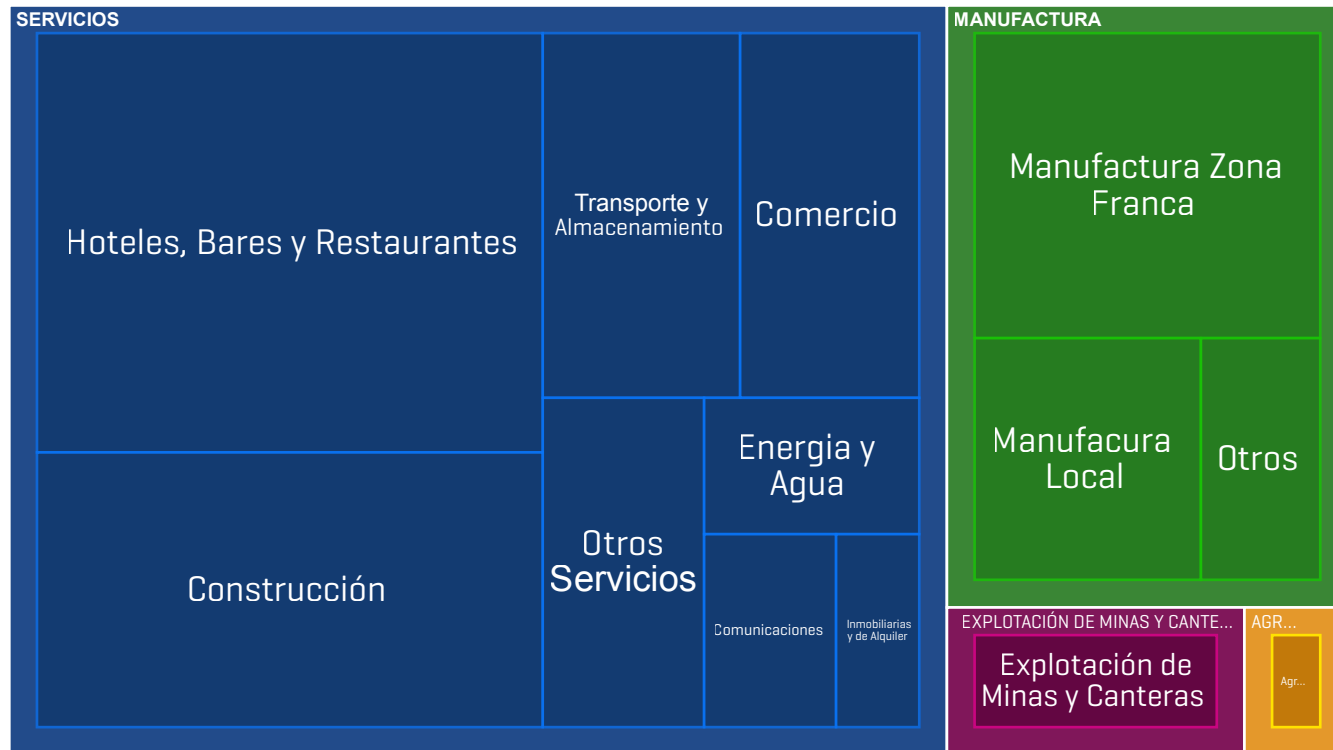 SERVICIOS
Hoteles, Bares y Restaurantes
Construcción
Transporte y
Almacenamiento
Comercio
Otros
Servicios
Energia y
Agua
Comunicaciones
Inmobiliarias
y de Alquiler
MANUFACTURA
Manufactura Zona
Franca
Manufacura
Local
Otros
EXPLOTACIÓN DE MINAS Y CANTE...
Explotación de
Minas y Canteras
AGR...
Agr...